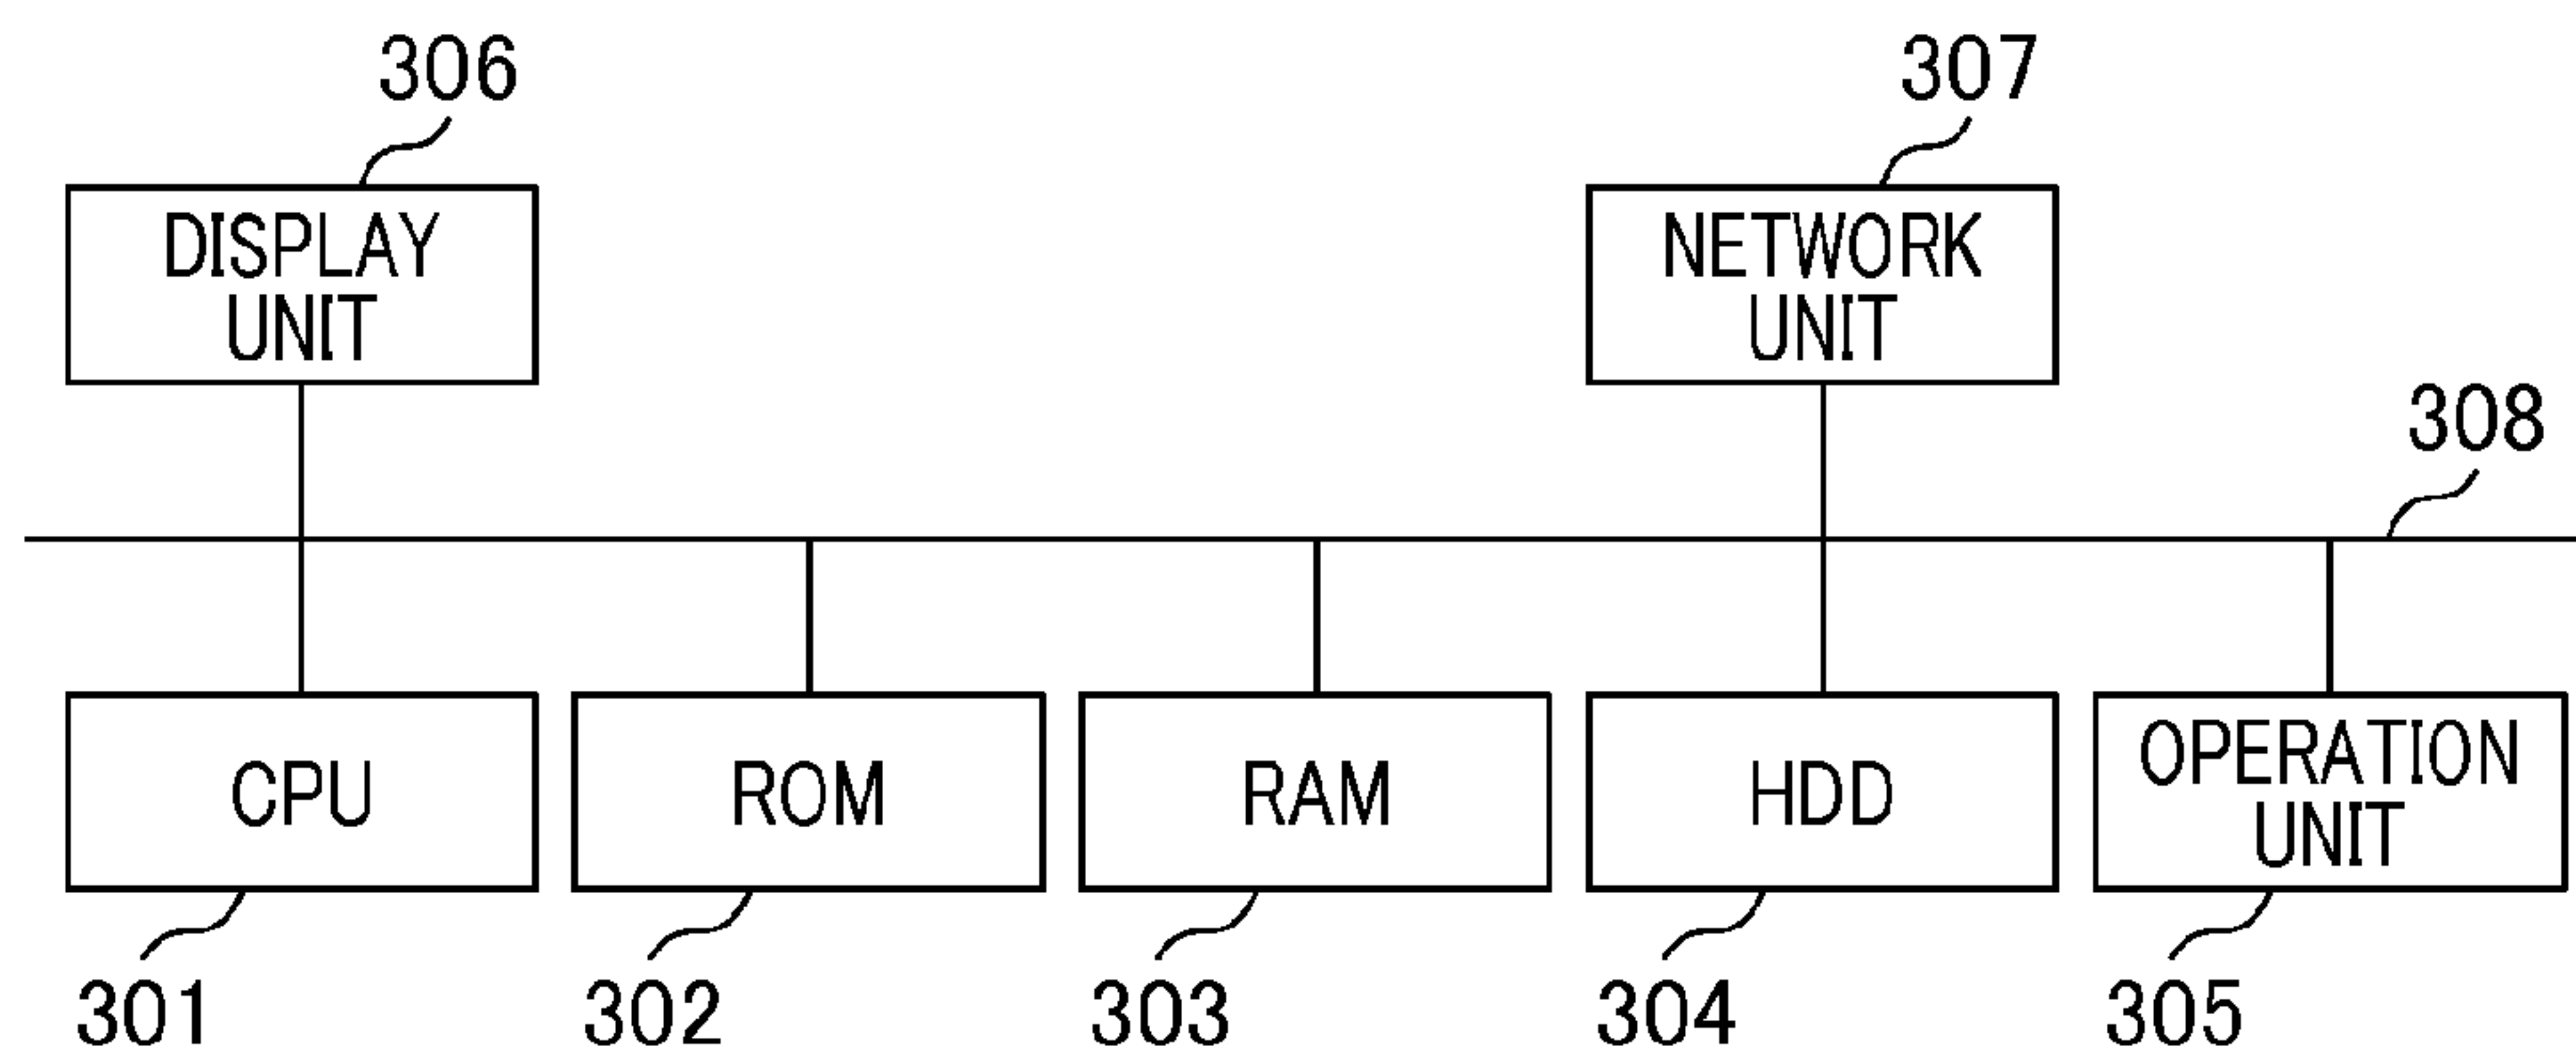 306
307
DISPLAY
UNIT
NETWORK
UNIT
308
CPU
ROM
RAM
HDD
OPERATION
UNIT
301
302
303
304
305